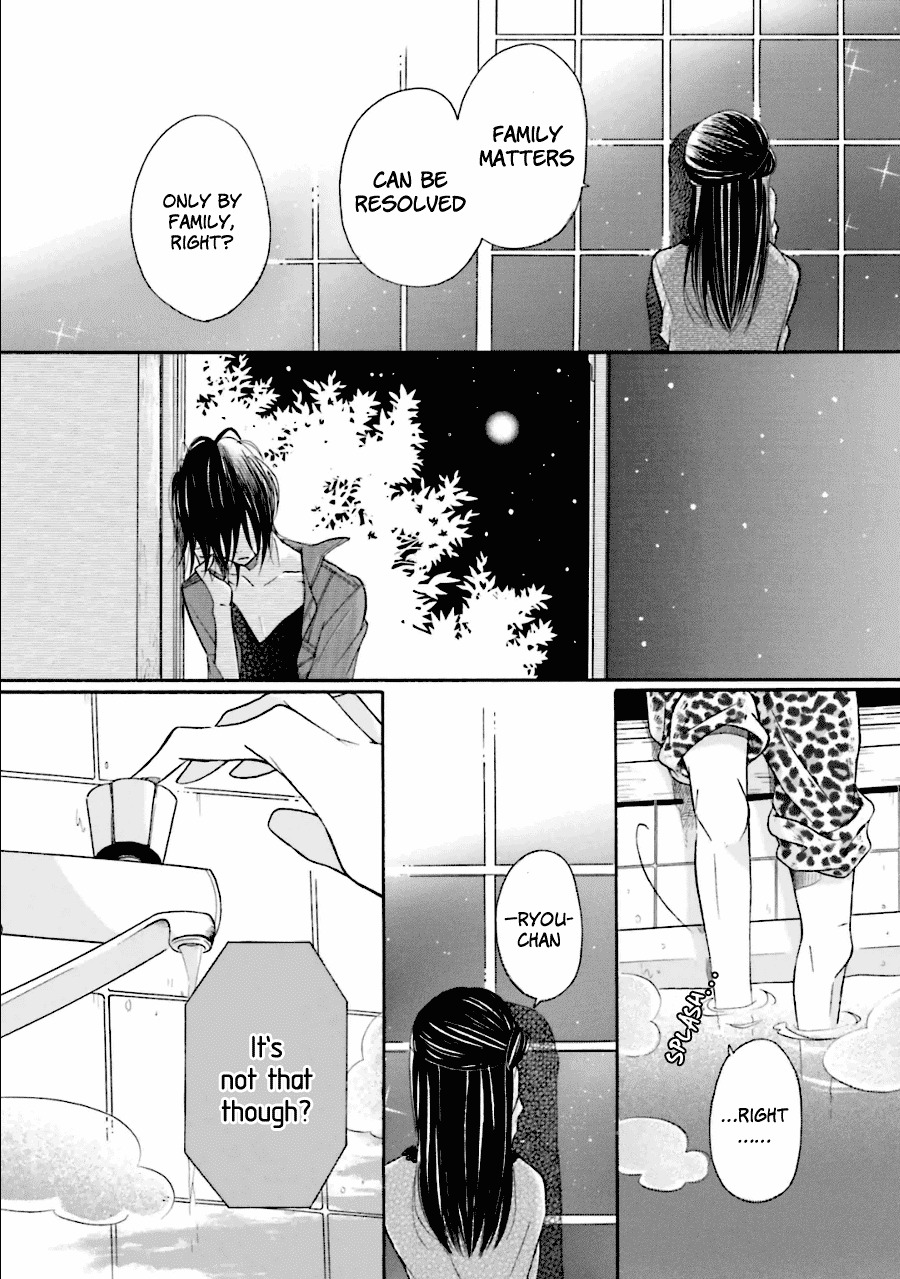 FAMILY
MATTERS
CAN BE
RESOLVED
ONLY BY
FAMILY,
RIGHT?
SPLASH...
...RIGHT
......
–RYOU-
CHAN
It's
not that
though?